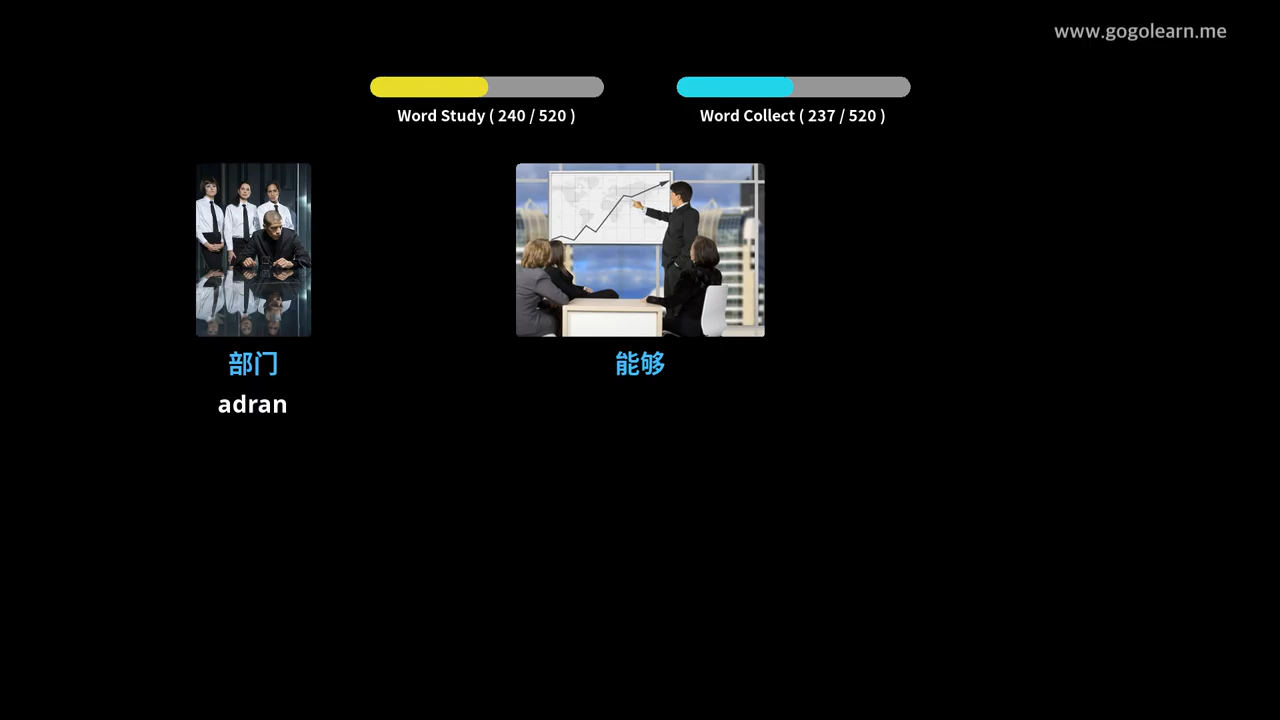 www.gogolearn.me
Word Study ( 240 / 520 )
Word Collect ( 237 / 520 )
部门
能够
adran